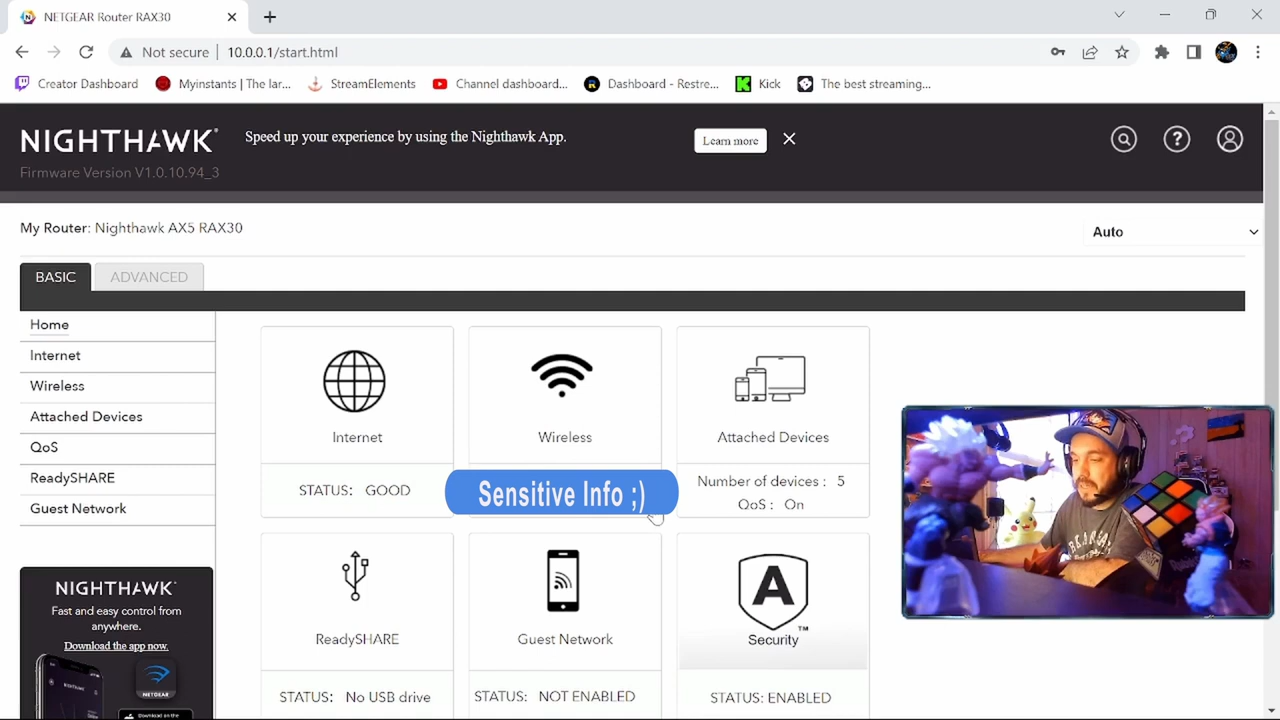 NETGEAR Router RAX30
Not secure
10.0.0.1/start.html
Creator Dashboard
Myinstants | The lar...
StreamElements
Channel dashboard...
Dashboard - Restre...
Kick
The best streaming...
NIGHTHAWK®
Speed up your experience by using the Nighthawk App.
Learn more
Firmware Version V1.0.10.94_3
My Router: Nighthawk AX5 RAX30
Auto
BASIC
ADVANCED
Home
Internet
Wireless
Attached Devices
QoS
ReadySHARE
Guest Network
Internet
STATUS: GOOD
Wireless
Sensitive Info ;)
Attached Devices
Number of devices : 5
QoS : On
ReadySHARE
STATUS: No USB drive
Guest Network
STATUS: NOT ENABLED
A
Security™
STATUS: ENABLED
NIGHTHAWK®
Fast and easy control from
anywhere.
Download the app now.
NETGEAR
Download on the